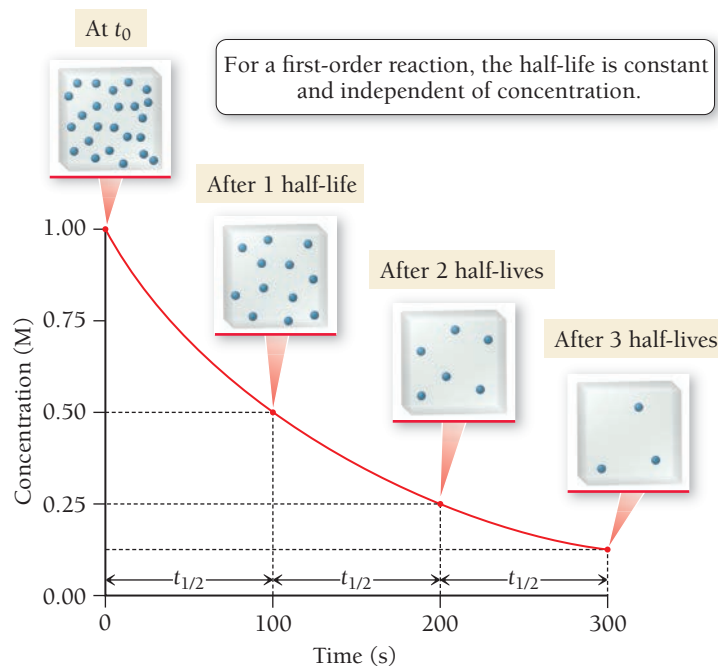 At t0
For a first-order reaction, the half-life is constant
and independent of concentration.
After 1 half-life
After 2 half-lives
After 3 half-lives
Concentration (M)
1.00
0.75
0.50
0.25
0.00
t1/2
t1/2
t1/2
0
100
200
300
Time (s)